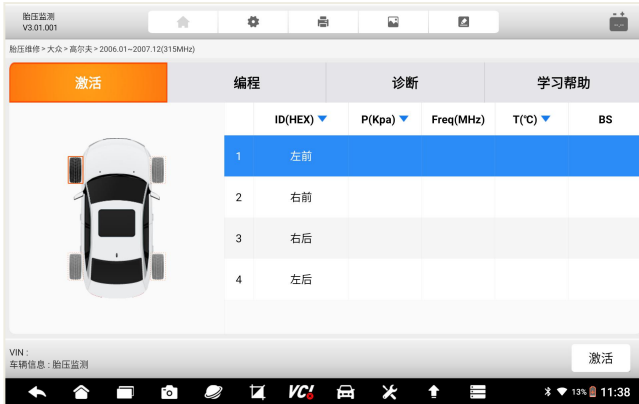 胎压监测
V3.01.001
胎压维修 > 大众 > 高尔夫 > 2006.01~2007.12(315MHz)
激活 编程 诊断 学习帮助
ID(HEX) P(Kpa) Freq(MHz) T(℃) BS
1 左前
2 右前
3 右后
4 左后
VIN :
车辆信息 : 胎压监测
激活
VC! 13% 11:38